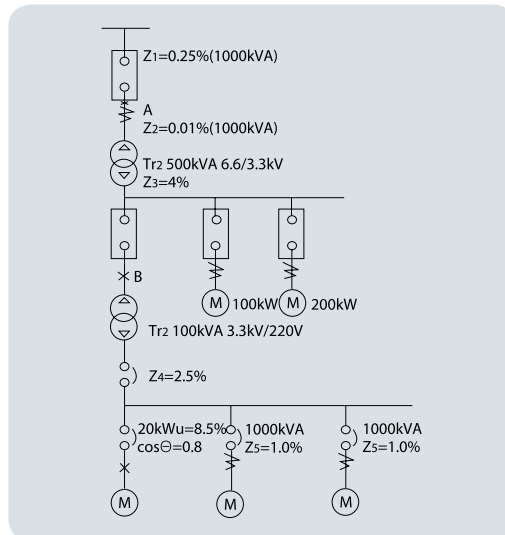 Z1=0.25%(1000kVA)
A
Z2=0.01%(1000kVA)
Tr2 500kVA 6.6/3.3kV
Z3=4%
B
M 100kW M 200kW
Tr2 100kVA 3.3kV/220V
Z4=2.5%
20kWu=8.5% 1000kVA 1000kVA
cosΘ=0.8 Z5=1.0% Z5=1.0%
M M M